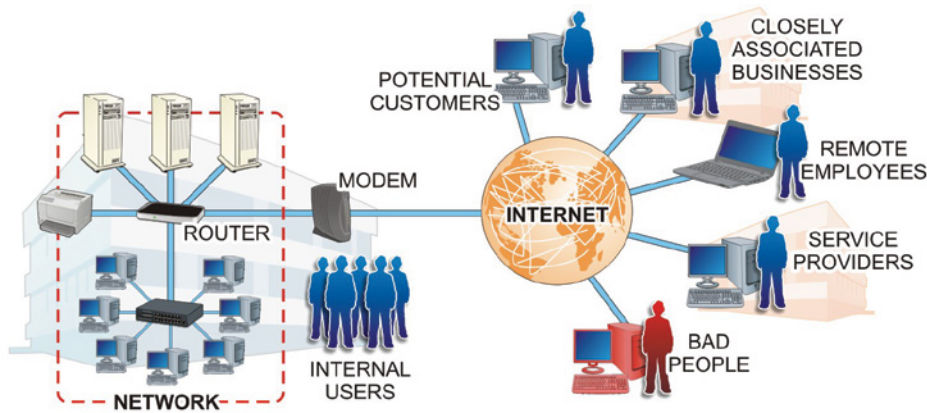 POTENTIAL
CUSTOMERS
CLOSELY
ASSOCIATED
BUSINESSES
MODEM
REMOTE
EMPLOYEES
ROUTER
INTERNET
SERVICE
PROVIDERS
INTERNAL
USERS
BAD
PEOPLE
NETWORK